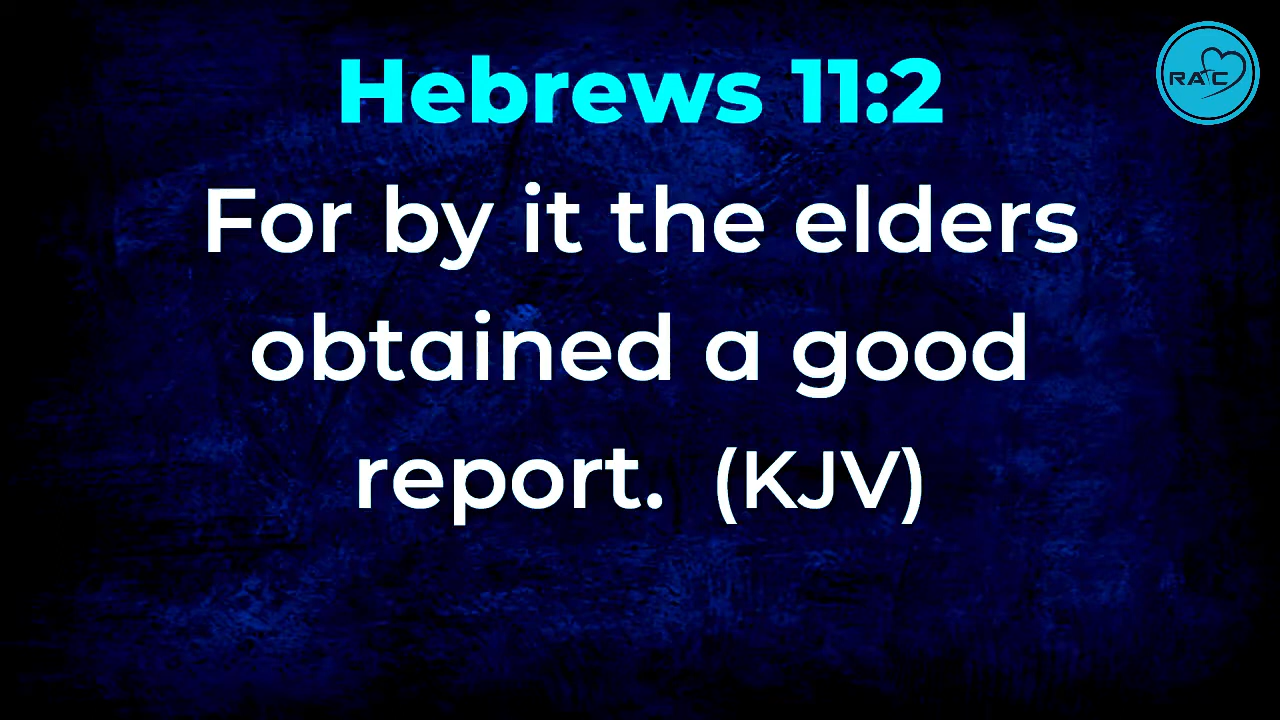 Hebrews 11:2
RAC
For by it the elders
obtained a good
report. (KJV)